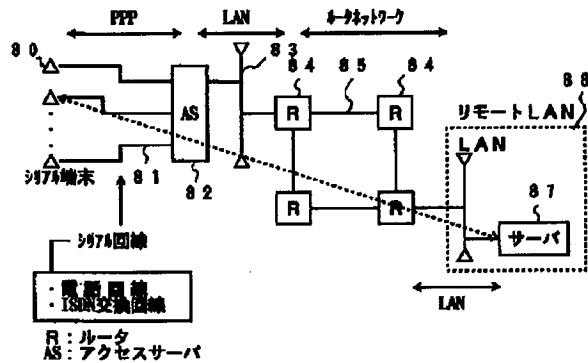 PPP LAN ルータネットワーク
80 83 84 85 84 88
R R
AS
リモートLAN
LAN
87
サーバ
シリアル端末 81 82
R R
シリアル回線
LAN
・電話回線
・ISDN交換回線
R:ルータ
AS:アクセスサーバ